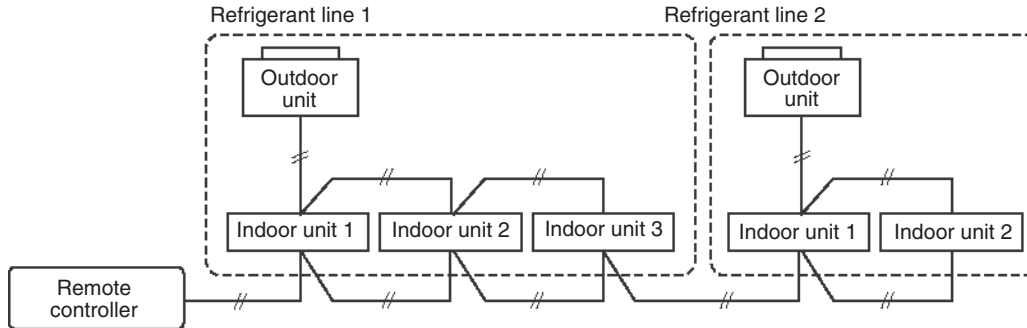 Refrigerant line 1
Refrigerant line 2
Outdoor
unit
Outdoor
unit
Indoor unit 1
Indoor unit 2
Indoor unit 3
Indoor unit 1
Indoor unit 2
Remote
controller